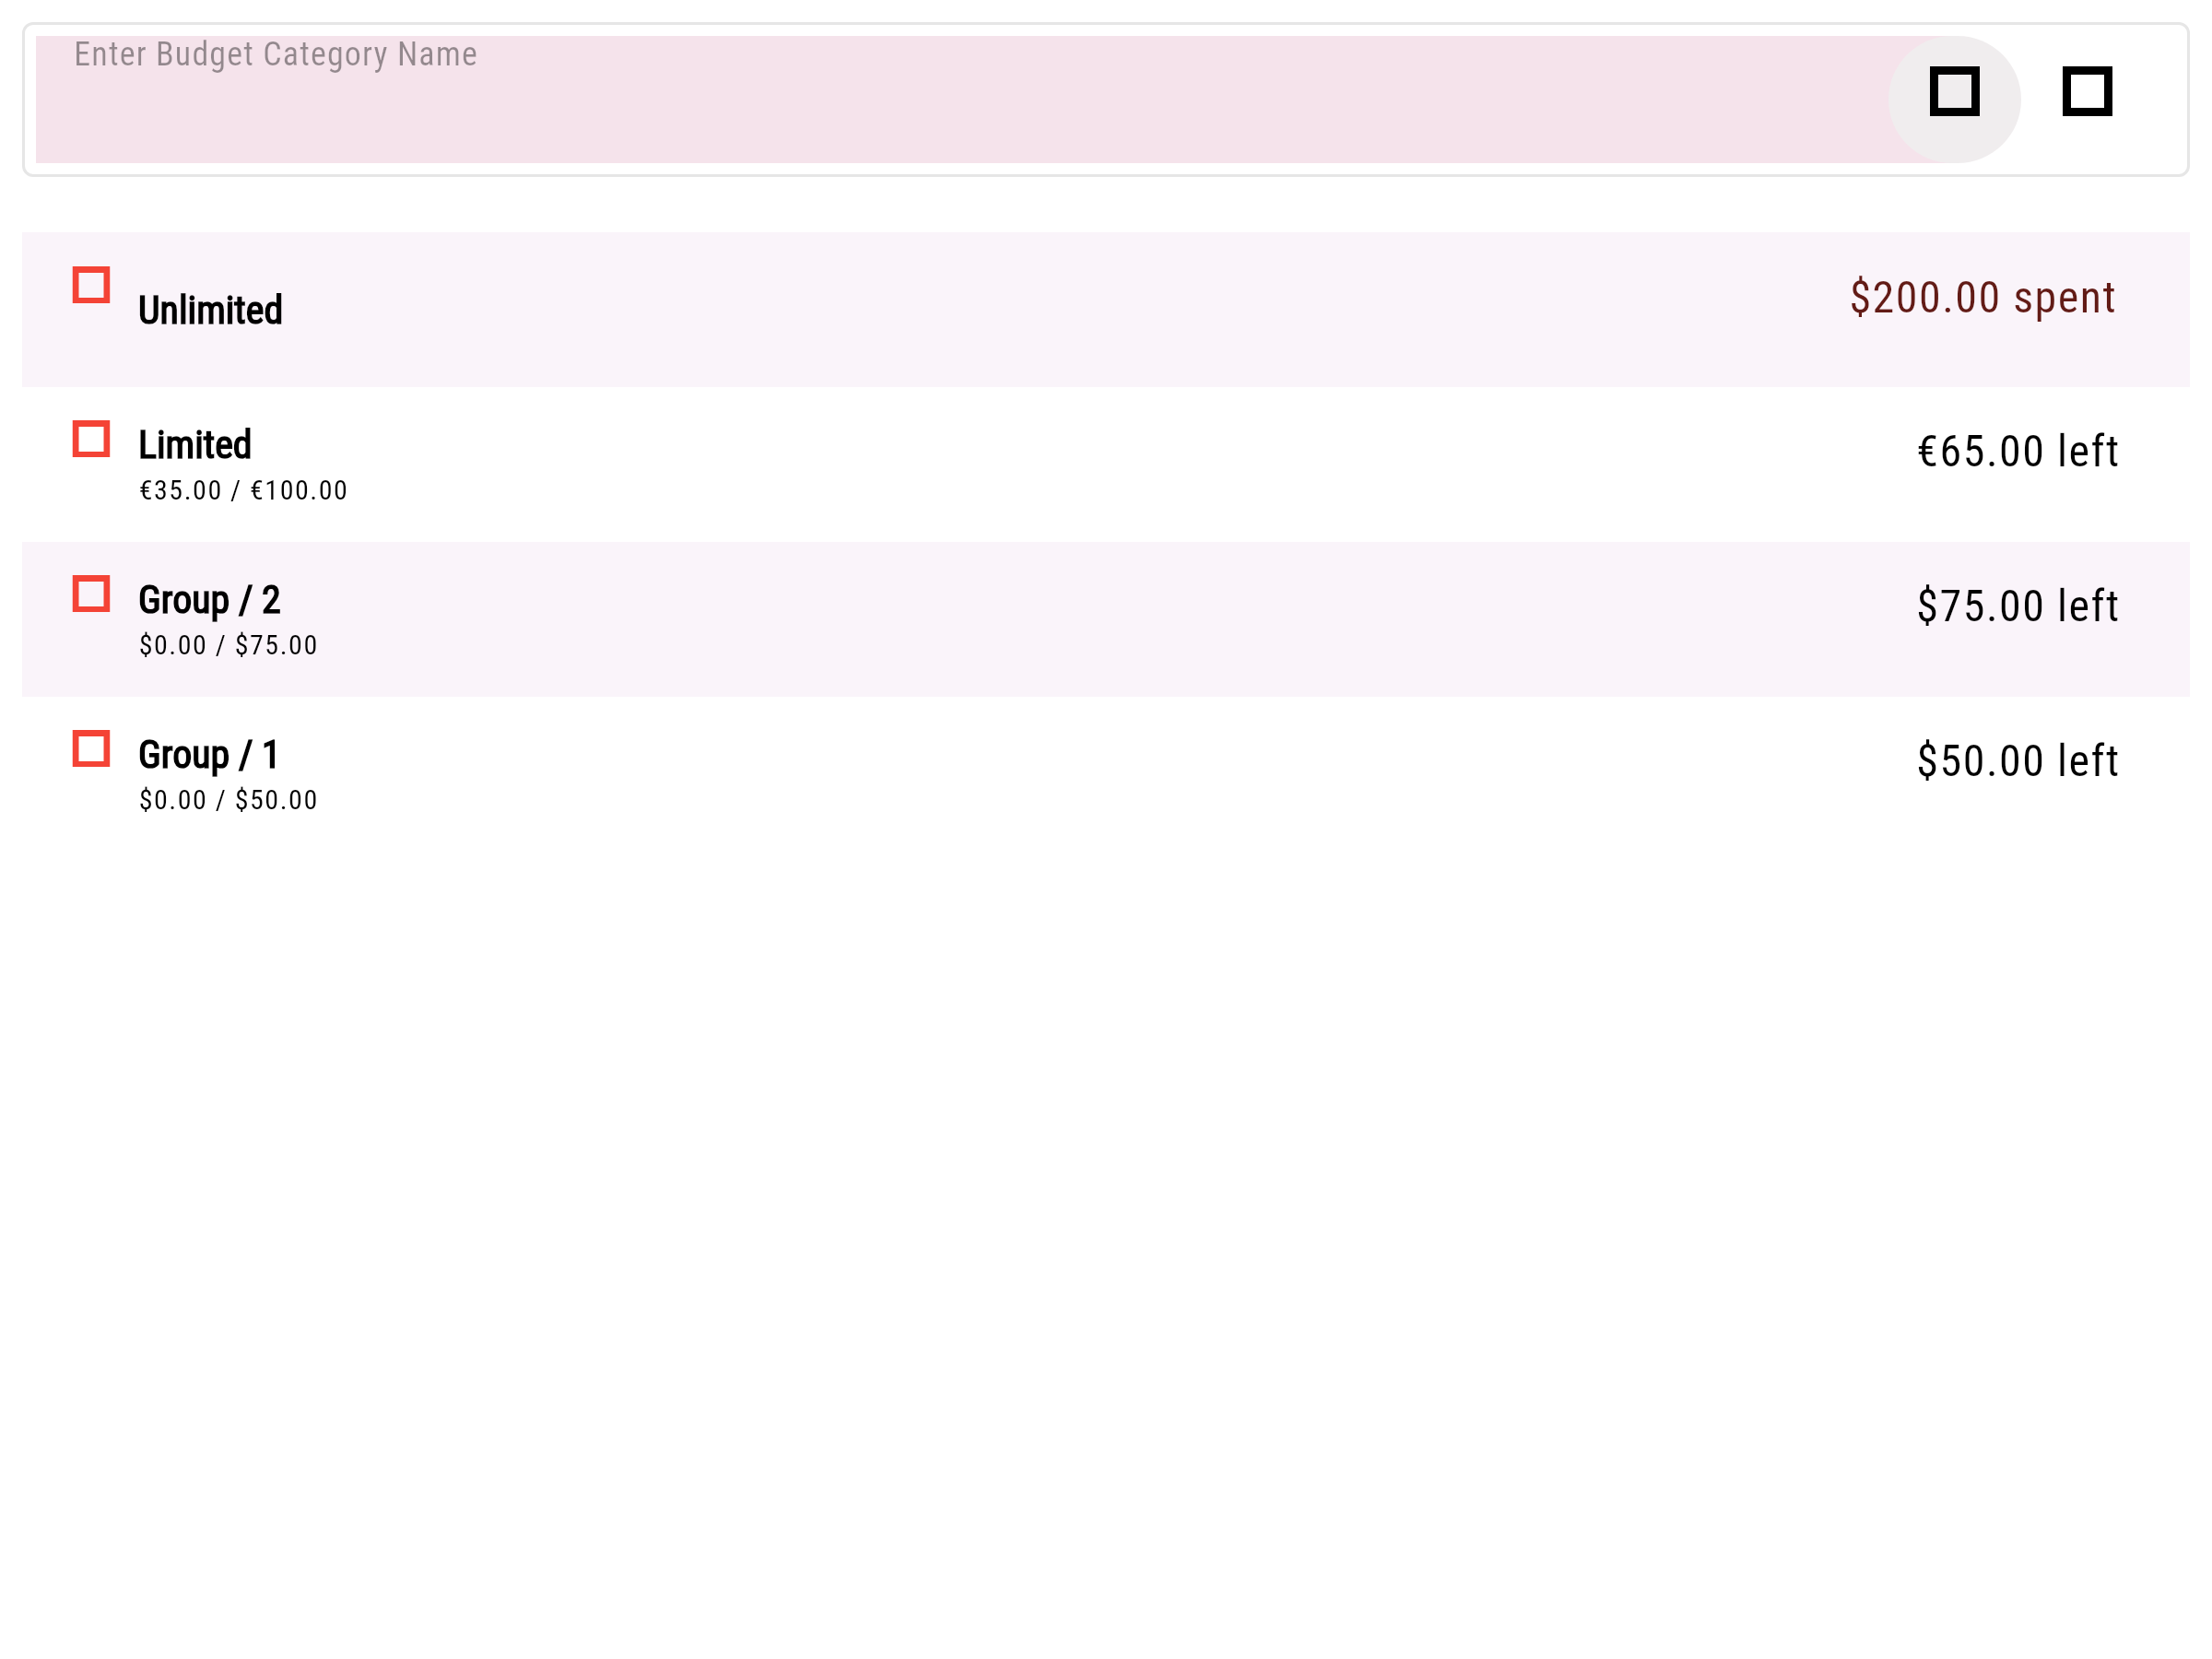 Enter Budget Category Name
Unlimited
$200.00 spent
Limited
€65.00 left
€35.00 / €100.00
Group / 2
$75.00 left
$0.00 / $75.00
Group / 1
$50.00 left
$0.00 / $50.00